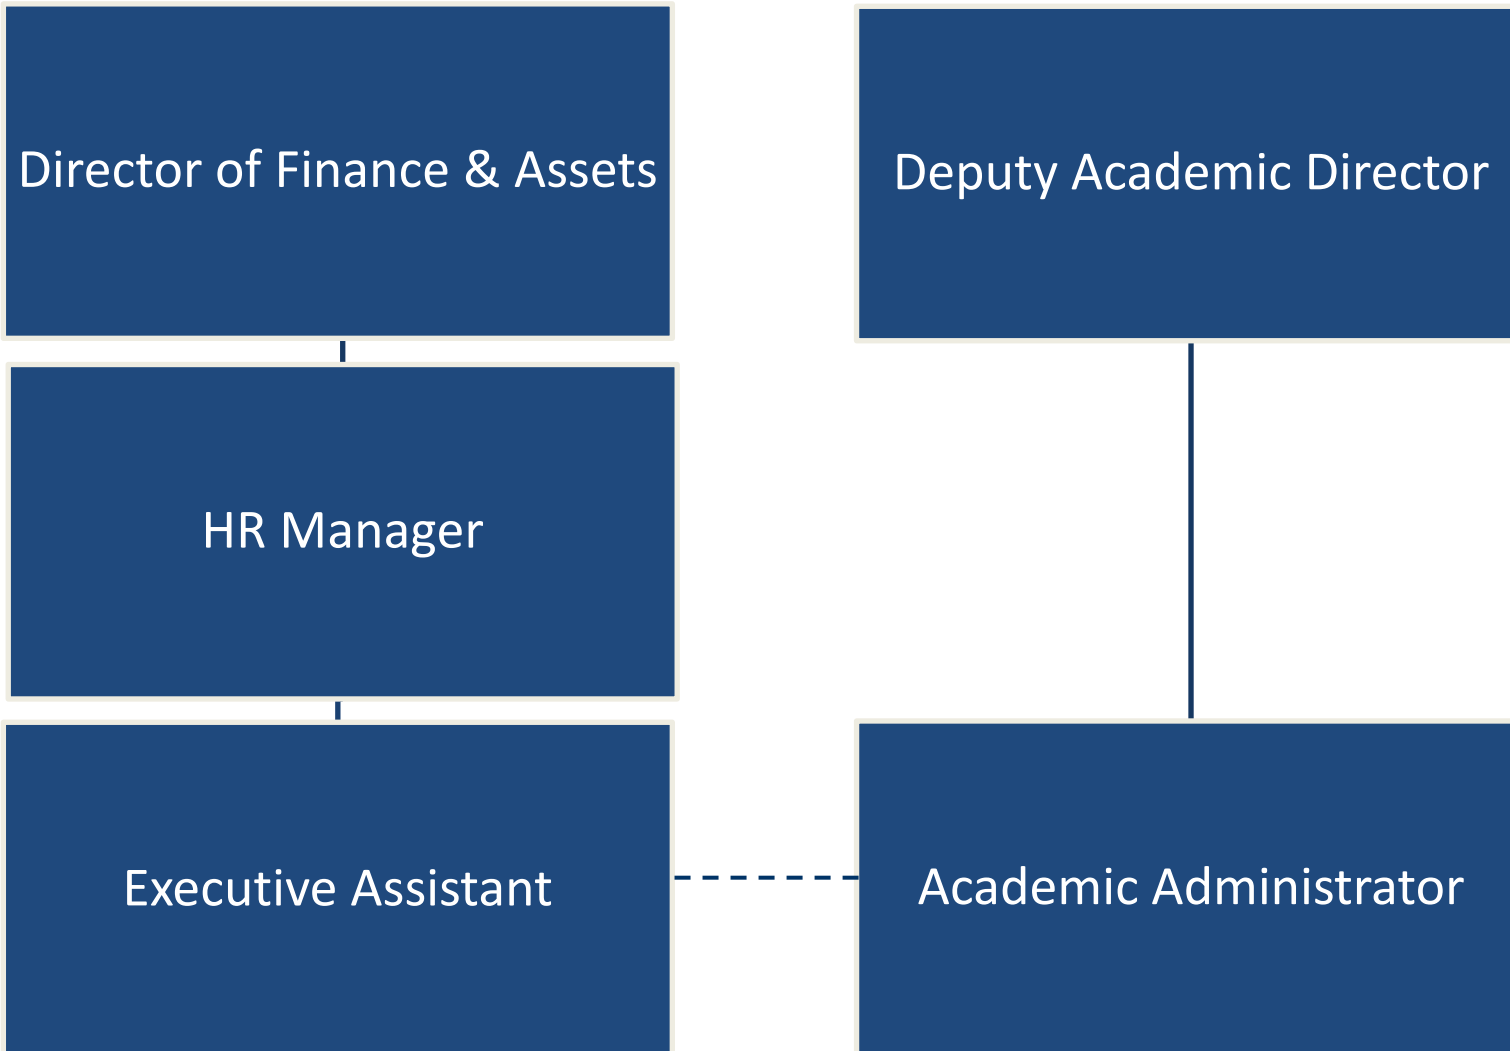 Director of Finance & Assets
Deputy Academic Director
HR Manager
Executive Assistant
Academic Administrator